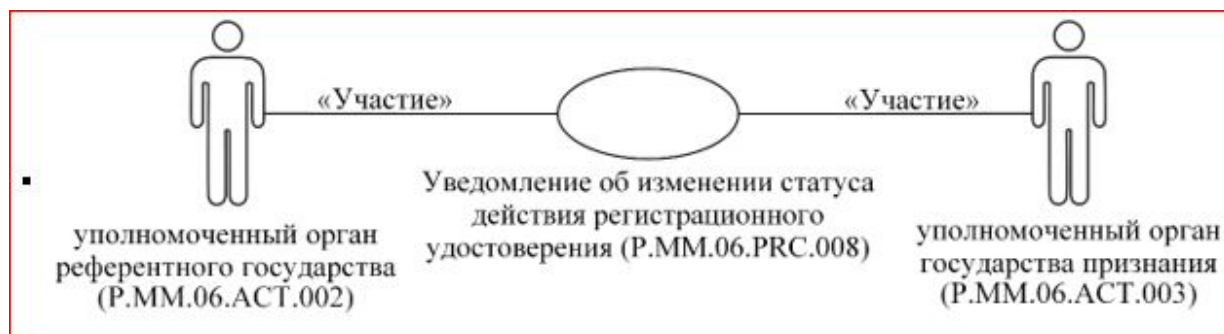 «Участие»
«Участие»
уполномоченный орган
референтного государства
(P.MM.06.ACT.002)
Уведомление об изменении статуса
действия регистрационного
удостоверения (P.MM.06.PRC.008)
уполномоченный орган
государства признания
(P.MM.06.ACT.003)